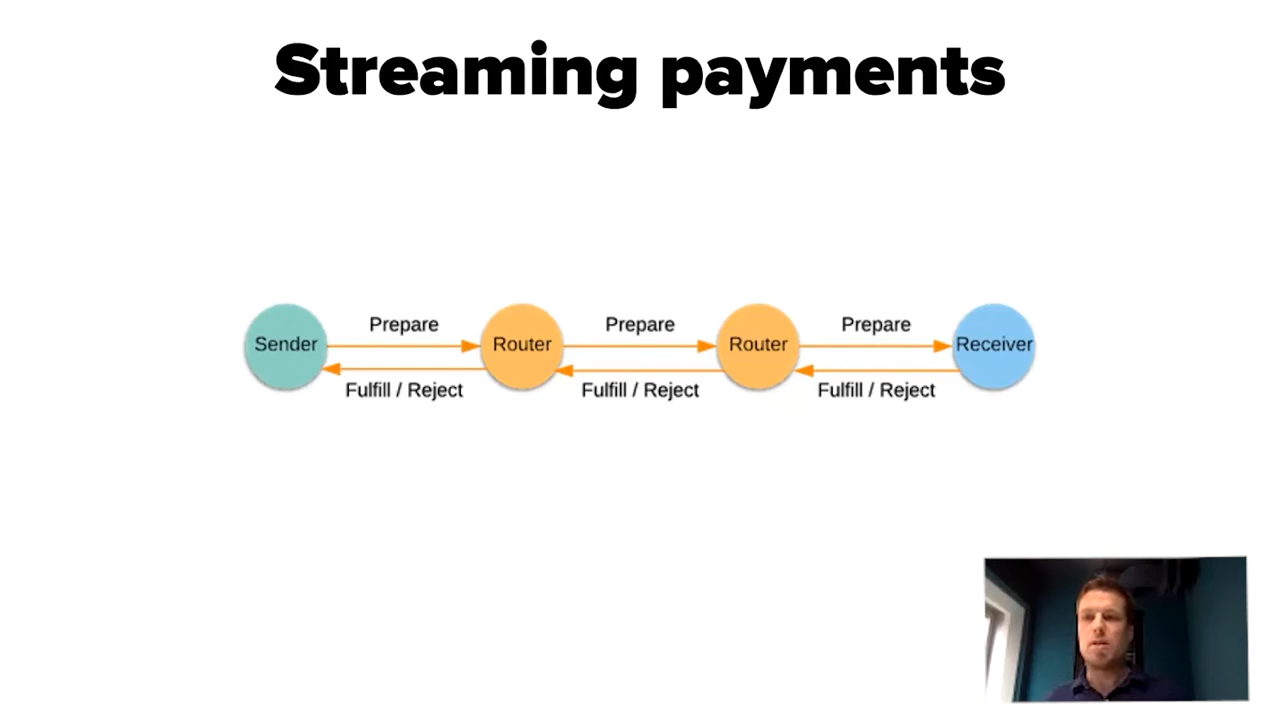 Streaming payments
Prepare
Prepare
Prepare
Sender
Router
Router
Receiver
Fulfill / Reject
Fulfill / Reject
Fulfill / Reject